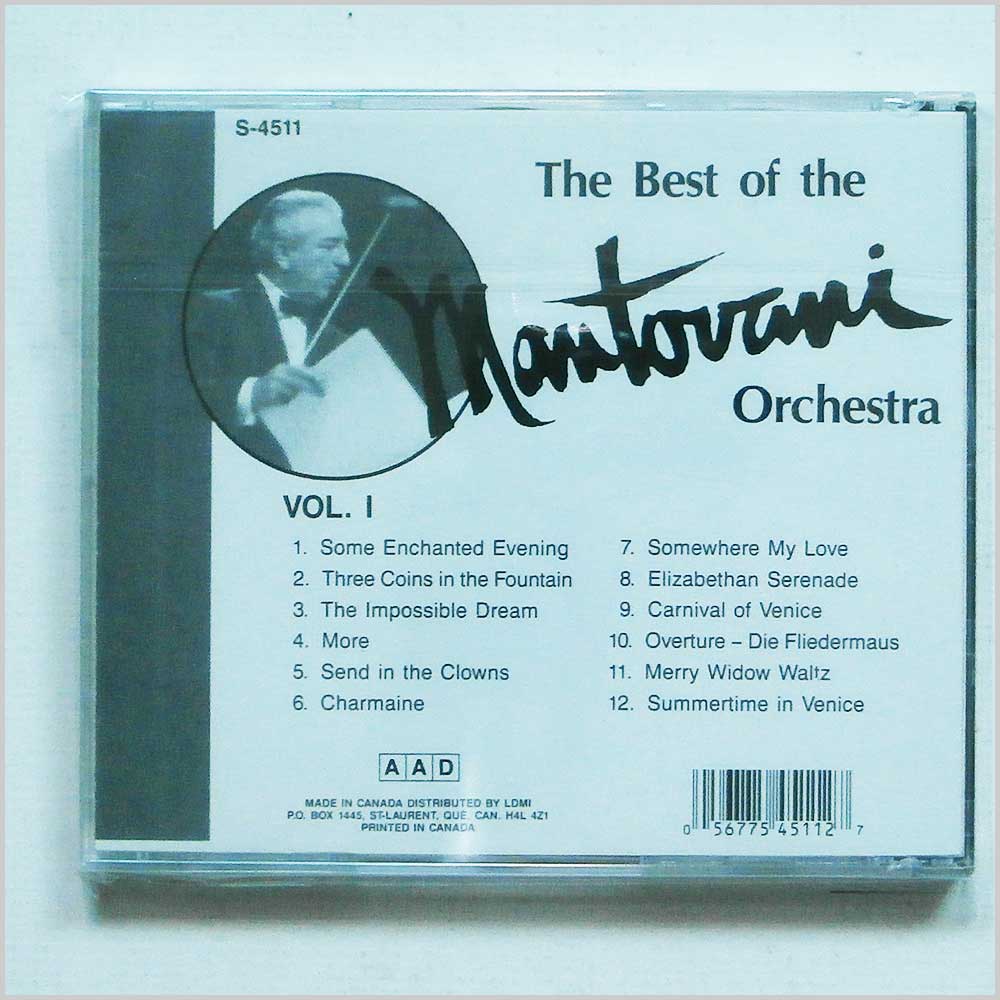 S-4511
The Best of the
Mantovani
Orchestra
VOL. I
1. Some Enchanted Evening
2. Three Coins in the Fountain
3. The Impossible Dream
4. More
5. Send in the Clowns
6. Charmaine
7. Somewhere My Love
8. Elizabethan Serenade
9. Carnival of Venice
10. Overture – Die Fliedermaus
11. Merry Widow Waltz
12. Summertime in Venice
AAD
MADE IN CANADA DISTRIBUTED BY LDMI
P.O. BOX 1445, ST-LAURENT, QUE. CAN. H4L 4Z1
PRINTED IN CANADA
0 56775 45112 7